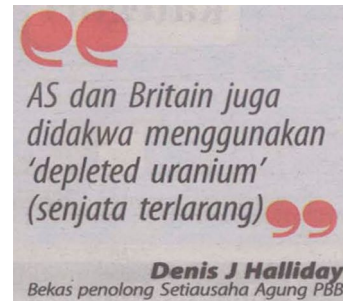 AS dan Britain juga
didakwa menggunakan
'depleted uranium'
(senjata terlarang)
Denis J Halliday
Bekas penolong Setiausaha Agung PBB